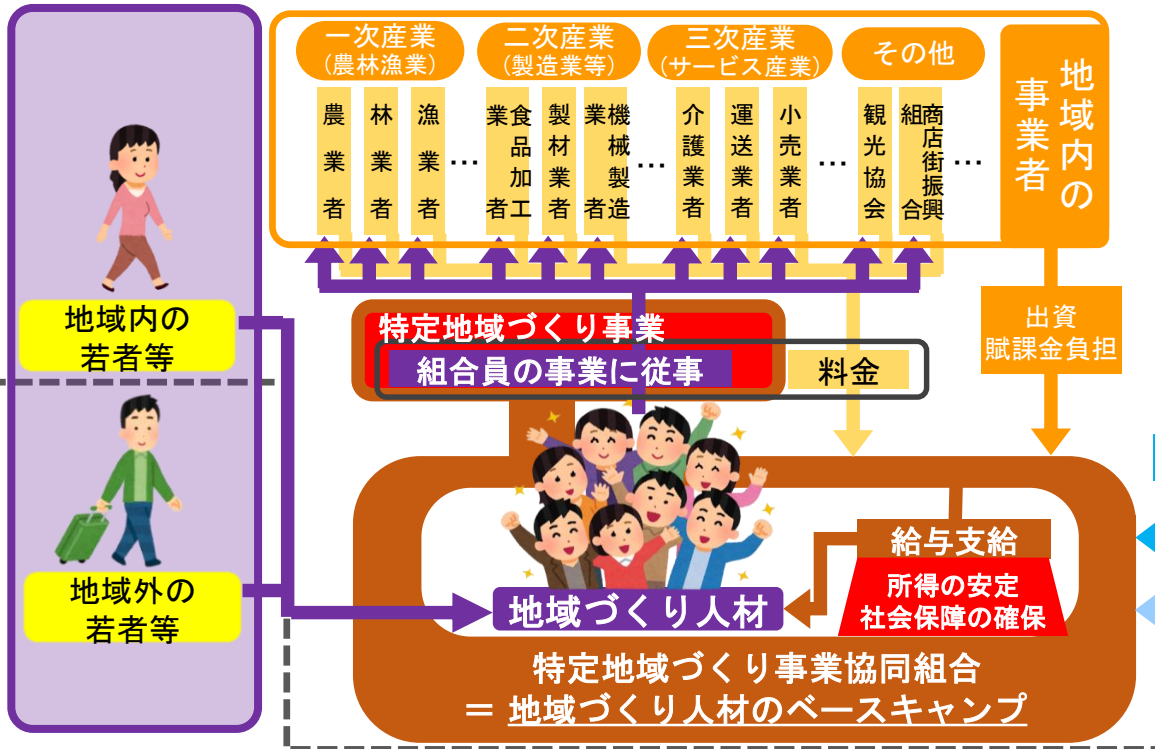 一次産業
(農林漁業)
二次産業
(製造業等)
三次産業
(サービス産業)
その他
農業者
林業者
漁業者
…
食品加工
業者
製材業者
機械製造
業者
…
介護業者
運送業者
小売業者
…
観光協会
商店街振興
組合
…
地域内の
事業者
地域内の
若者等
地域外の
若者等
特定地域づくり事業
組合員の事業に従事
料金
出資
賦課金負担
給与支給
所得の安定
社会保障の確保
地域づくり人材
特定地域づくり事業協同組合
＝ 地域づくり人材のベースキャンプ